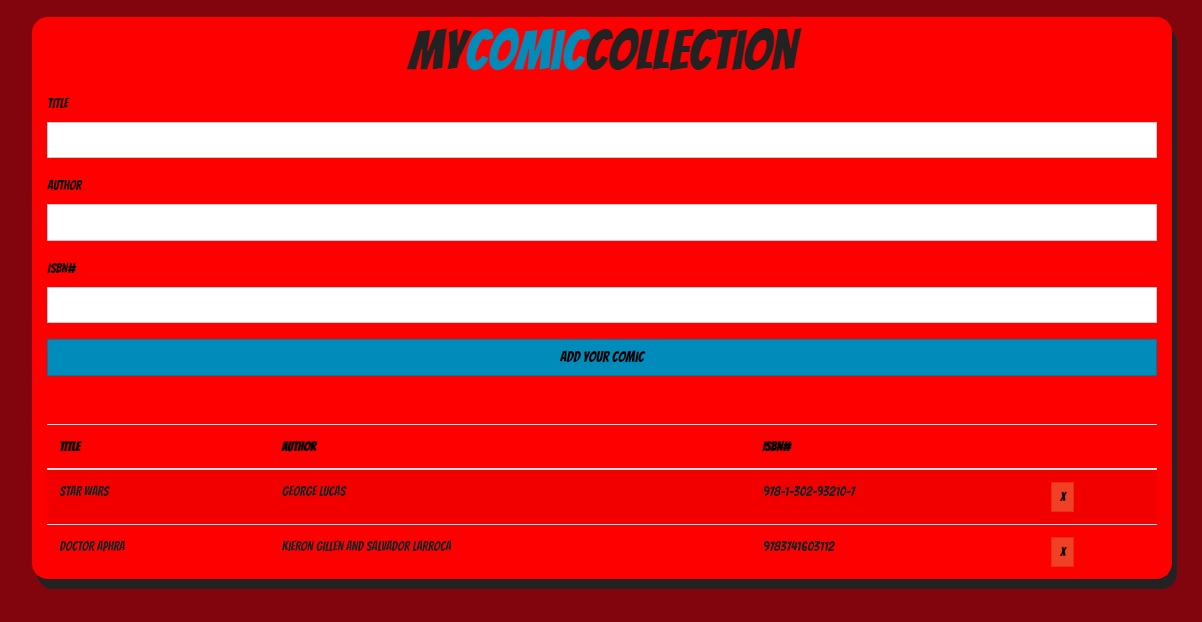 MYCOMICCOLLECTION
TITLE
AUTHOR
ISBN#
ADD YOUR COMIC
TITLE AUTHOR ISBN#
STAR WARS GEORGE LUCAS 978-1-302-93210-7 X
DOCTOR APHRA KIERON GILLEN AND SALVADOR LARROCA 9783741603112 X